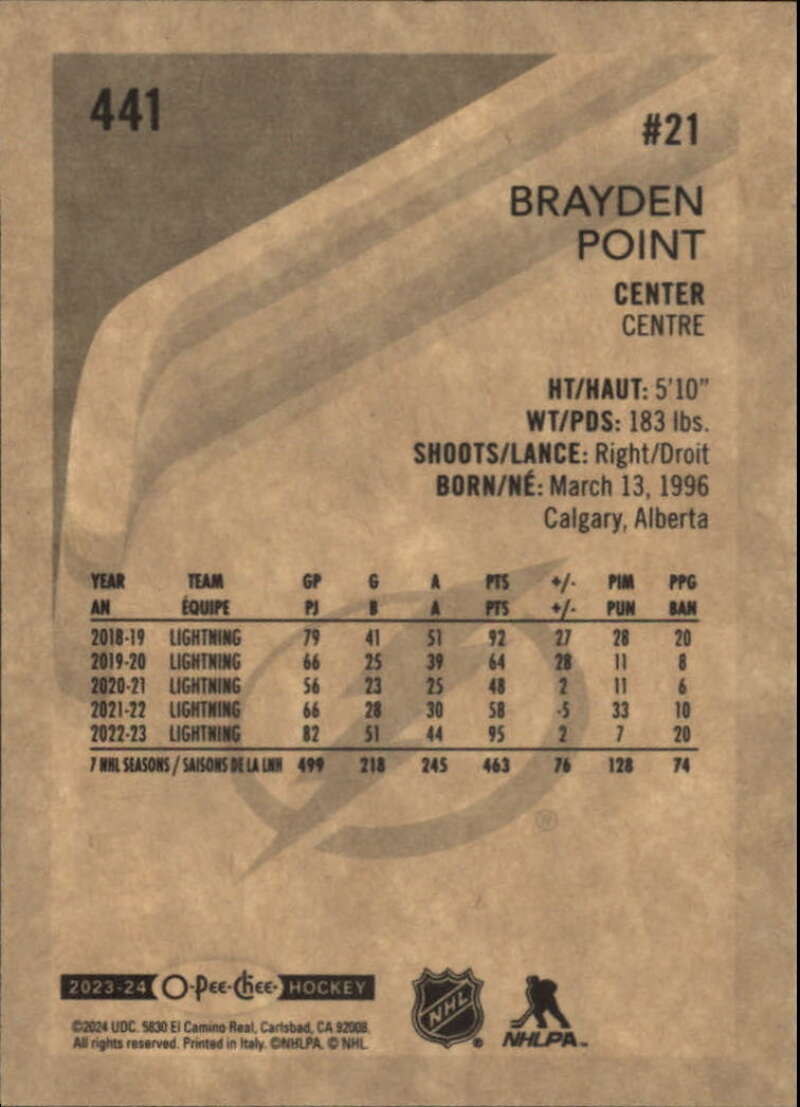 441
#21
BRAYDEN
POINT
CENTER
CENTRE
HT/HAUT: 5'10"
WT/PDS: 183 lbs.
SHOOTS/LANCE: Right/Droit
BORN/NÉ: March 13, 1996
Calgary, Alberta
YEAR TEAM GP G A PTS +/- PIM PPG
AN ÉQUIPE PJ B A PTS +/- PUN BAN
2018-19 LIGHTNING 79 41 51 92 27 28 20
2019-20 LIGHTNING 66 25 39 64 28 11 8
2020-21 LIGHTNING 56 23 25 48 2 11 6
2021-22 LIGHTNING 66 28 30 58 -5 33 10
2022-23 LIGHTNING 82 51 44 95 2 7 20
7 NHL SEASONS / SAISONS DE LA LNH 499 218 245 463 76 128 74
®
2023-24 O-Pee-Chee HOCKEY
©2024 UDC. 5830 El Camino Real, Carlsbad, CA 92008.
All rights reserved. Printed in Italy. ©NHLPA. © NHL.
NHL ®
NHLPA™